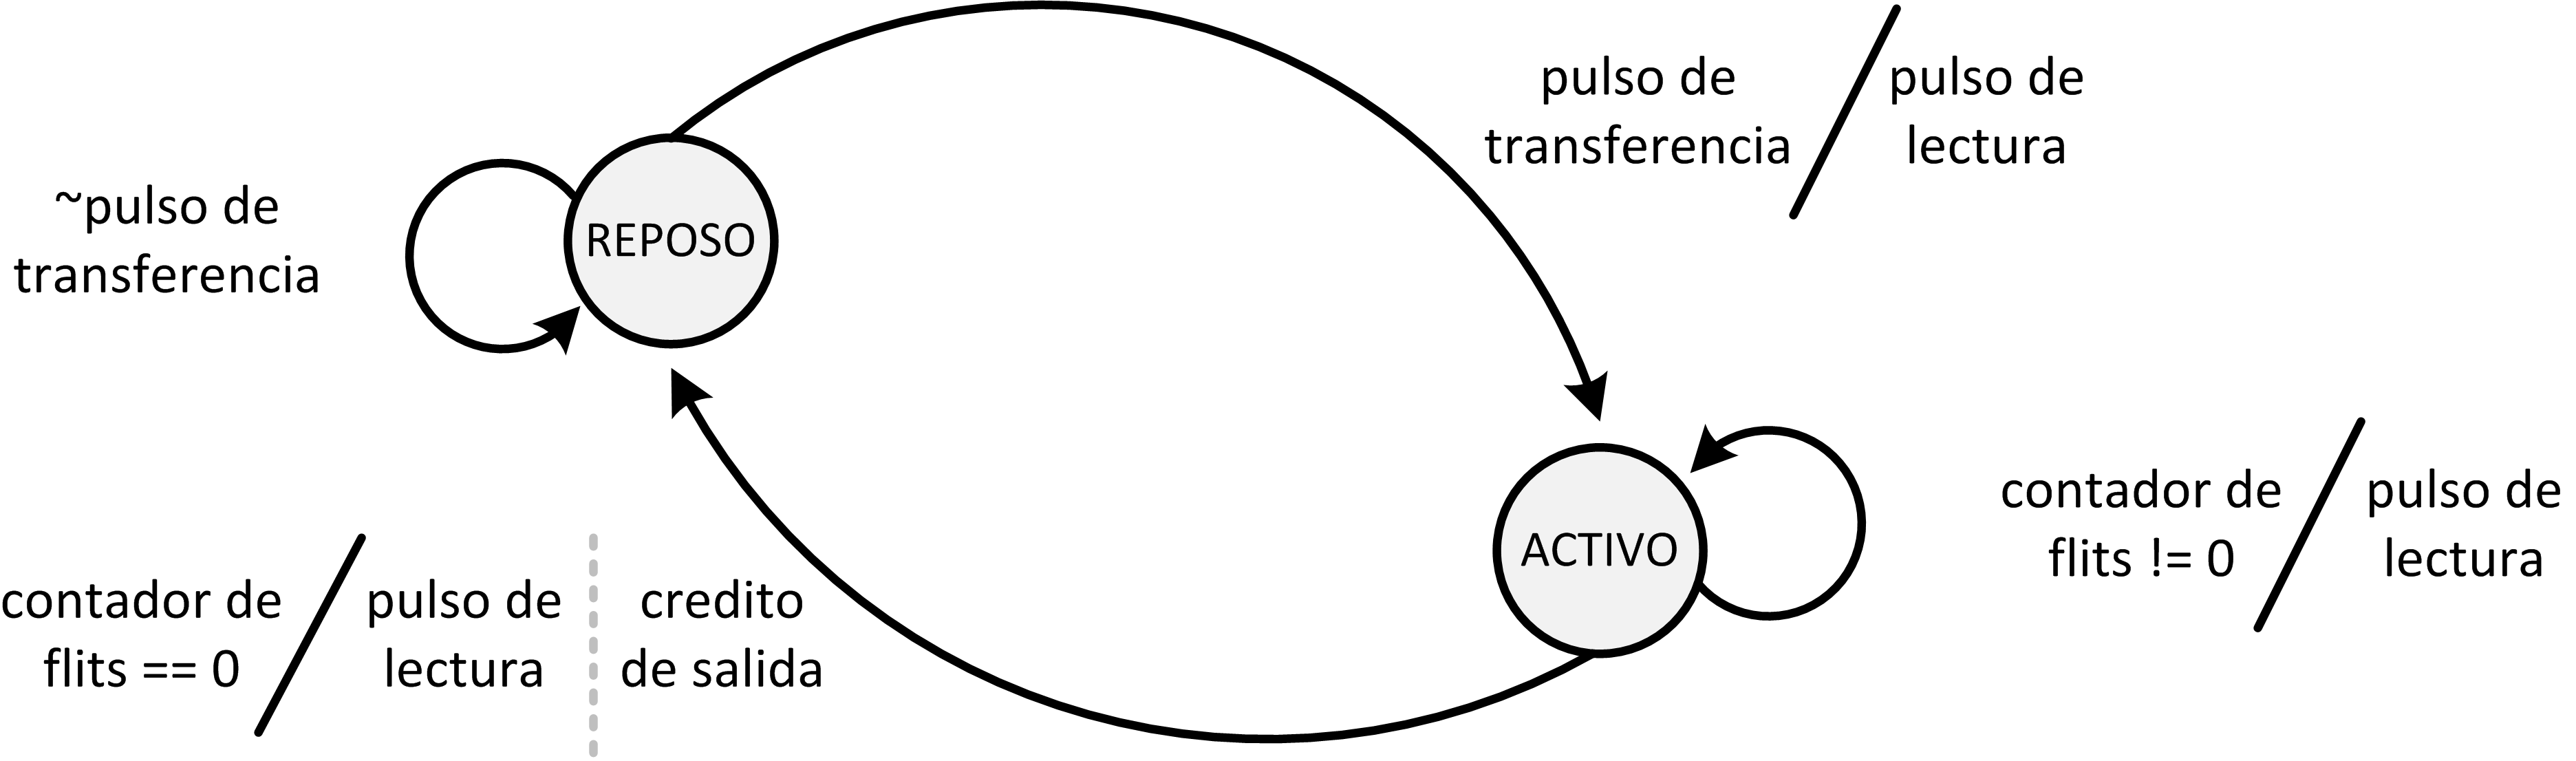 pulso de
transferencia
pulso de
lectura
~pulso de
transferencia
REPOSO
contador de
flits != 0
pulso de
lectura
ACTIVO
contador de
flits == 0
pulso de
lectura
credito
de salida